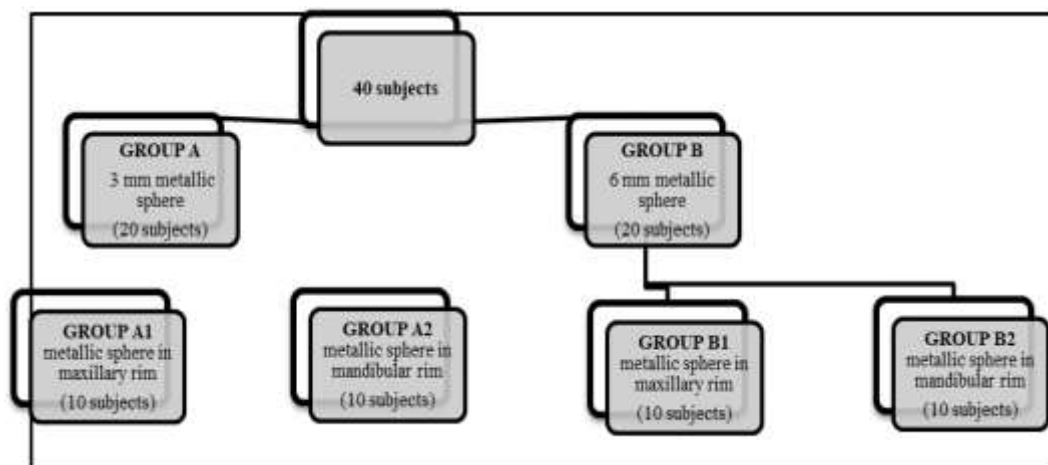 40 subjects
GROUP A
3 mm metallic
sphere
(20 subjects)
GROUP B
6 mm metallic
sphere
(20 subjects)
GROUP A1
metallic sphere in
maxillary rim
(10 subjects)
GROUP A2
metallic sphere in
mandibular rim
(10 subjects)
GROUP B1
metallic sphere in
maxillary rim
(10 subjects)
GROUP B2
metallic sphere in
mandibular rim
(10 subjects)